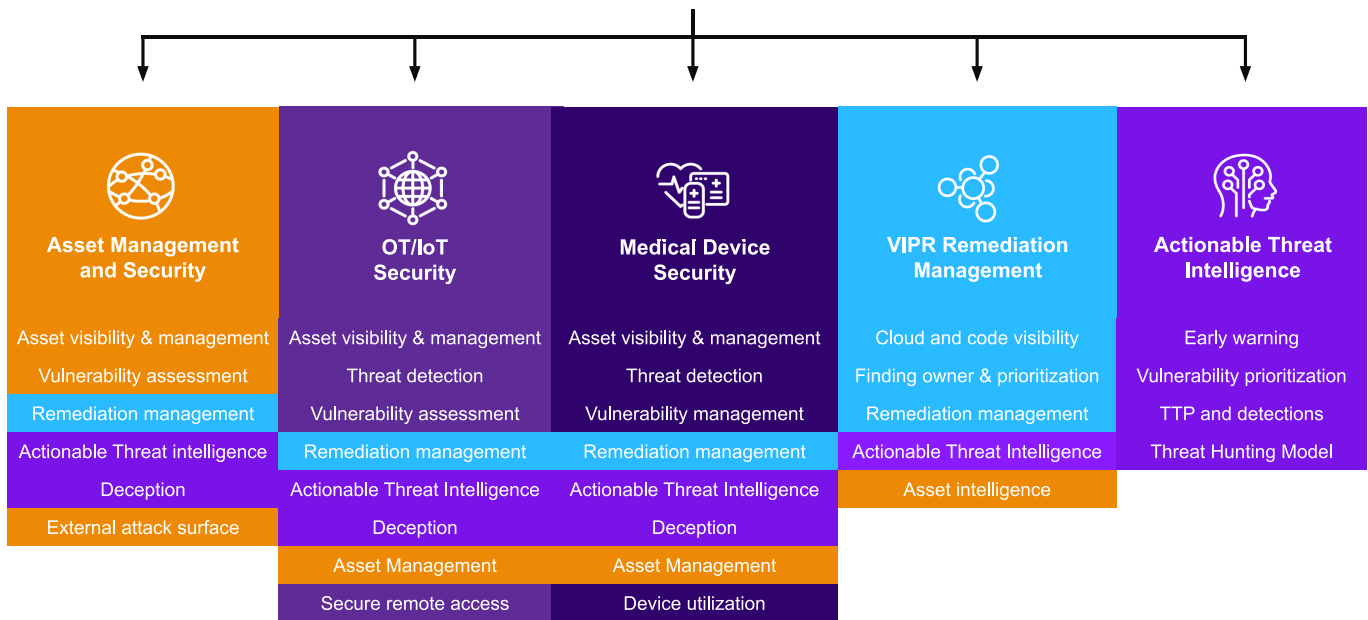 Asset Management
and Security
Asset visibility & management
Vulnerability assessment
Remediation management
Actionable Threat intelligence
Deception
External attack surface
OT/IoT
Security
Asset visibility & management
Threat detection
Vulnerability assessment
Remediation management
Actionable Threat Intelligence
Deception
Asset Management
Secure remote access
Medical Device
Security
Asset visibility & management
Threat detection
Vulnerability management
Remediation management
Actionable Threat Intelligence
Deception
Asset Management
Device utilization
VIPR Remediation
Management
Cloud and code visibility
Finding owner & prioritization
Remediation management
Actionable Threat Intelligence
Asset intelligence
Actionable Threat
Intelligence
Early warning
Vulnerability prioritization
TTP and detections
Threat Hunting Model